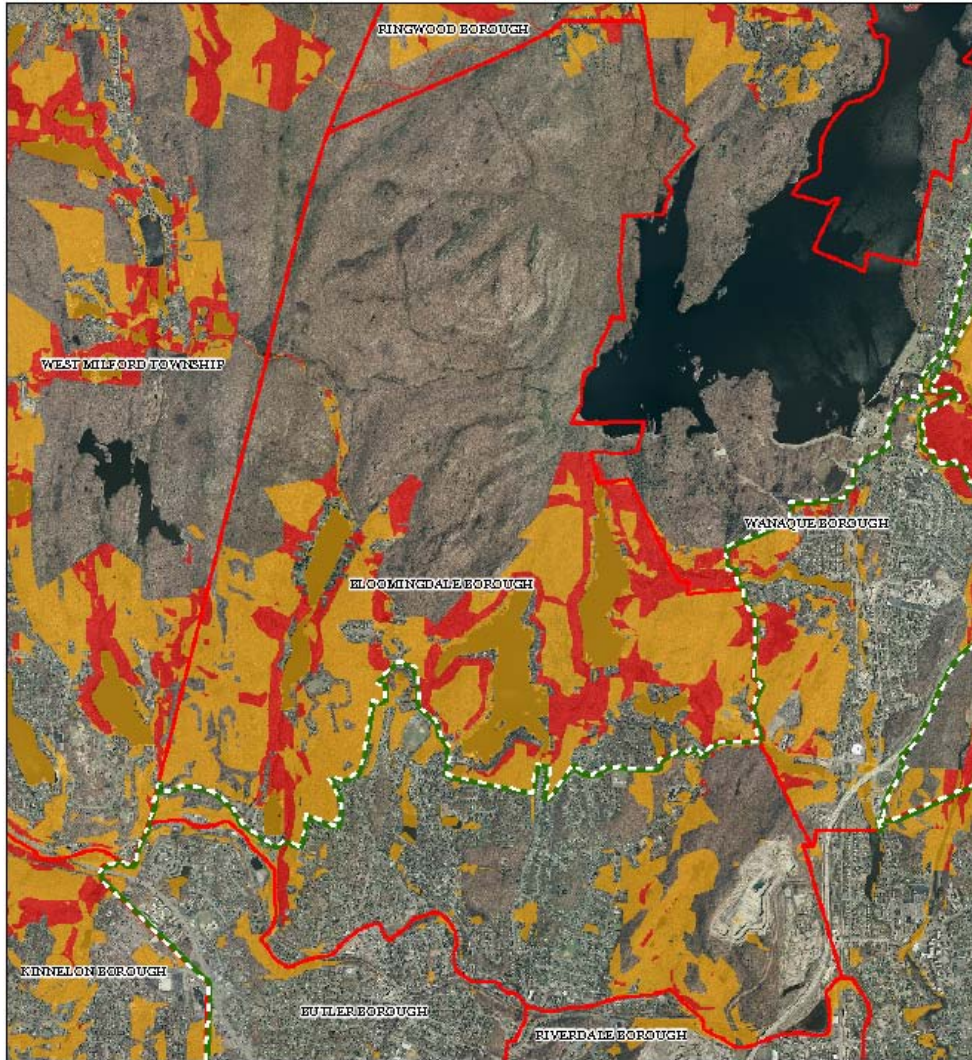 RINGWOOD BOROUGH
WEST MILFORD TOWNSHIP
WANAQUE BOROUGH
BLOOMINGDALE BOROUGH
KINNELON BOROUGH
BUTLER BOROUGH
RIVERDALE BOROUGH